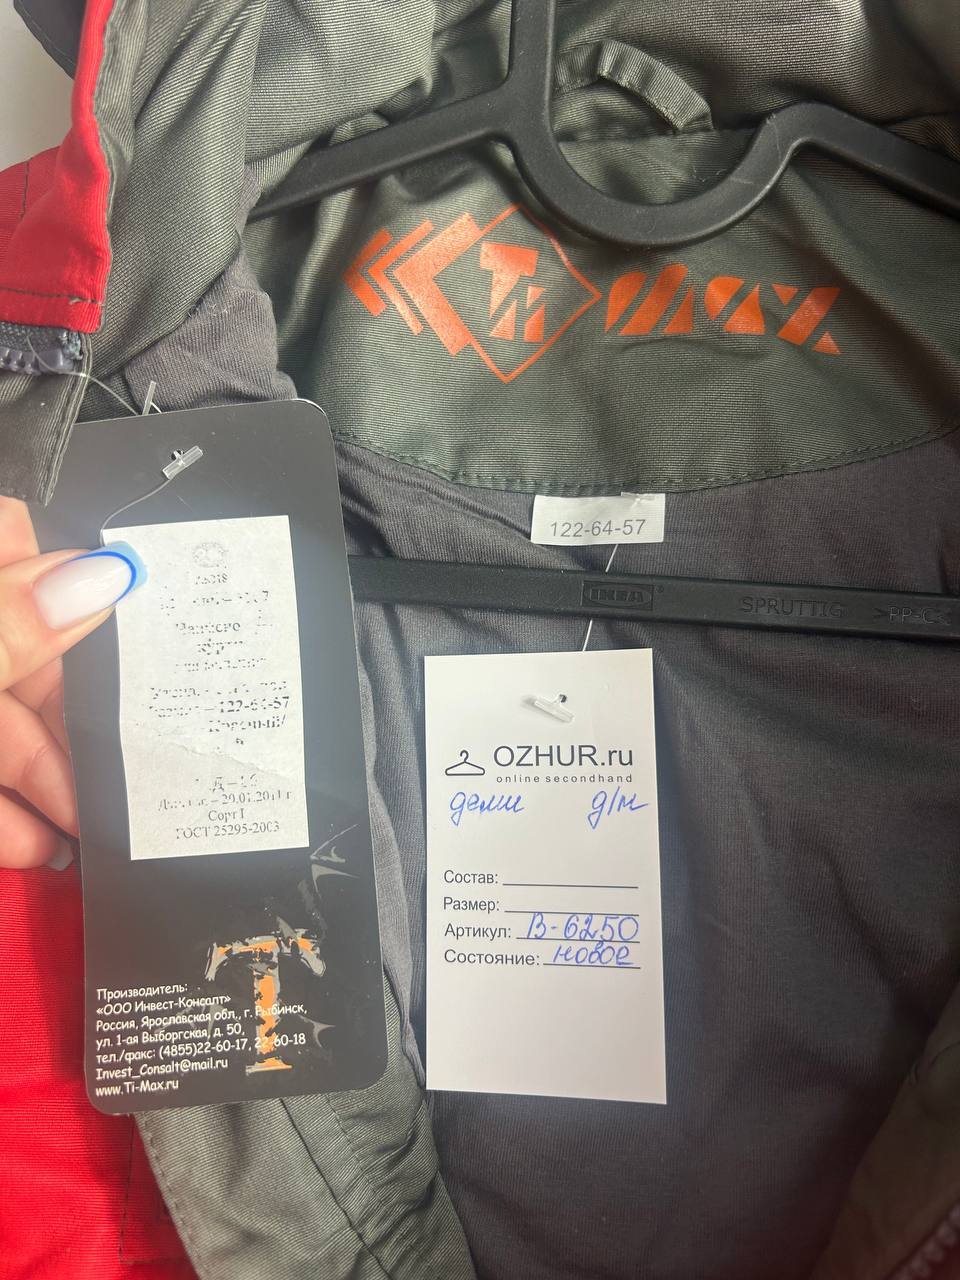 Ti max
122-64-57
IKEA SPRUTTIG >PP-C<
122-64-57
29.01.2011 г
Сорт I
ГОСТ 25295-2003
Производитель:
«ООО Инвест-Консалт»
Россия, Ярославская обл., г. Рыбинск,
ул. 1-ая Выборгская, д. 50,
тел./факс: (4855)22-60-17, 22-60-18
Invest_Consalt@mail.ru
www.Ti-Max.ru
OZHUR.ru
online secondhand
деми д/м
Состав:
Размер:
Артикул: В-6250
Состояние: новое